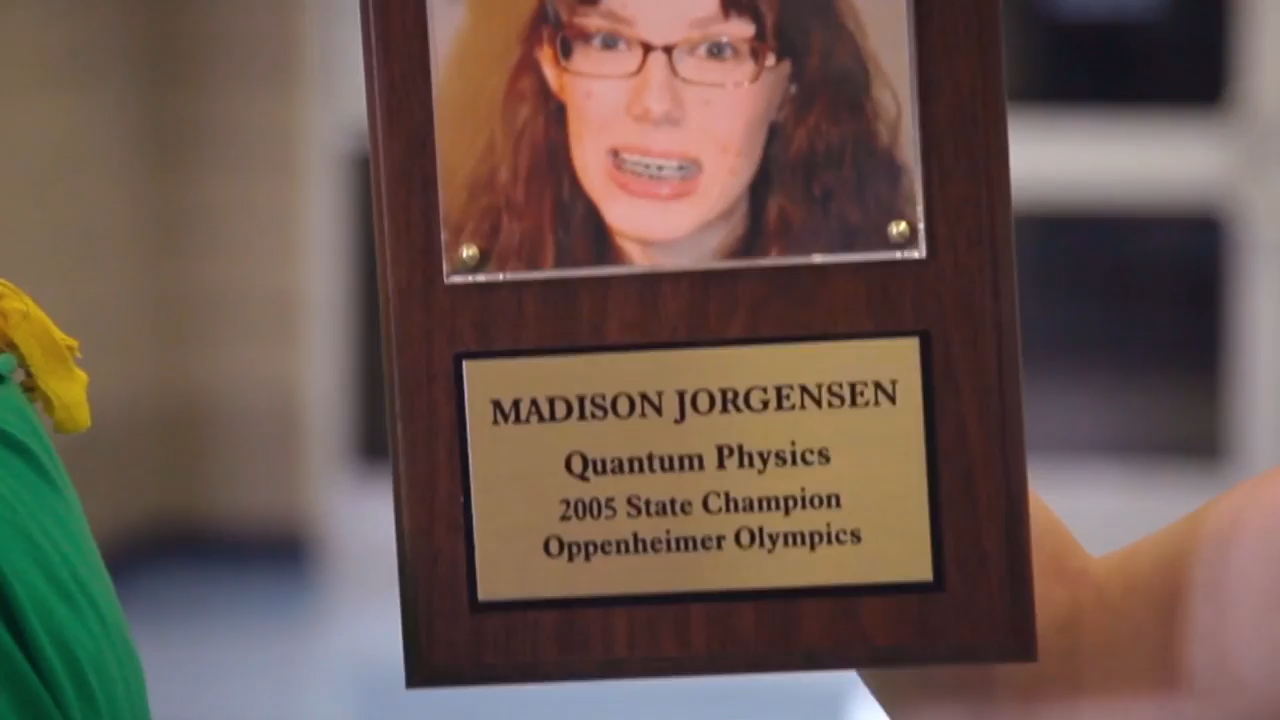 MADISON JORGENSEN
Quantum Physics
2005 State Champion
Oppenheimer Olympics